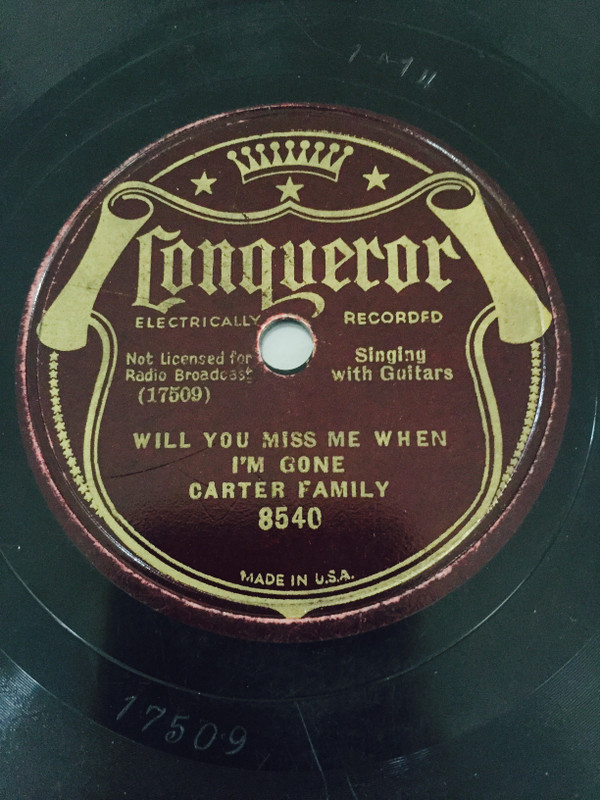 Conqueror
ELECTRICALLY RECORDED
Not Licensed for
Radio Broadcast
(17509)
Singing
with Guitars
WILL YOU MISS ME WHEN
I'M GONE
CARTER FAMILY
8540
MADE IN U.S.A.
17509